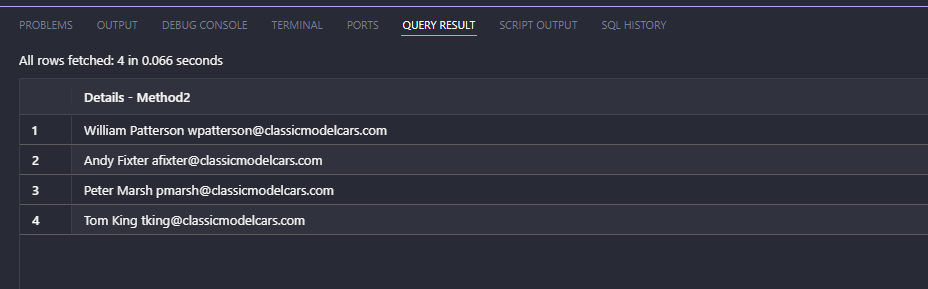 PROBLEMS OUTPUT DEBUG CONSOLE TERMINAL PORTS QUERY RESULT SCRIPT OUTPUT SQL HISTORY
All rows fetched: 4 in 0.066 seconds
Details - Method2
1 William Patterson wpatterson@classicmodelcars.com
2 Andy Fixter afixter@classicmodelcars.com
3 Peter Marsh pmarsh@classicmodelcars.com
4 Tom King tking@classicmodelcars.com